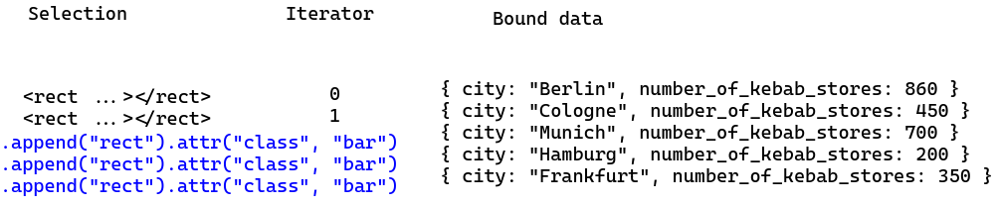 Selection Iterator Bound data
<rect …></rect> 0 { city: "Berlin", number_of_kebab_stores: 860 }
<rect …></rect> 1 { city: "Cologne", number_of_kebab_stores: 450 }
.append("rect").attr("class", "bar") { city: "Munich", number_of_kebab_stores: 700 }
.append("rect").attr("class", "bar") { city: "Hamburg", number_of_kebab_stores: 200 }
.append("rect").attr("class", "bar") { city: "Frankfurt", number_of_kebab_stores: 350 }